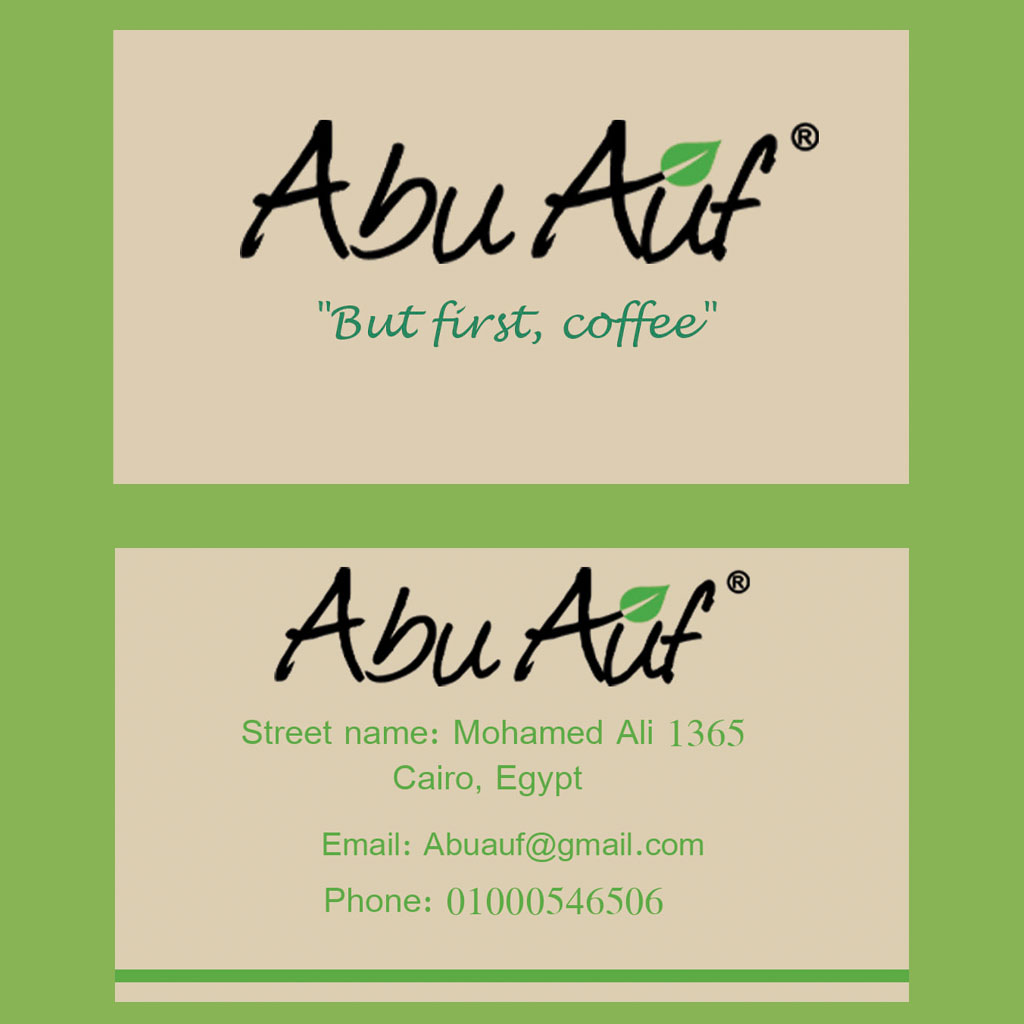 Abu Auf ®
"But first, coffee"
Abu Auf ®
Street name: Mohamed Ali 1365
Cairo, Egypt
Email: Abuauf@gmail.com
Phone: 01000546506